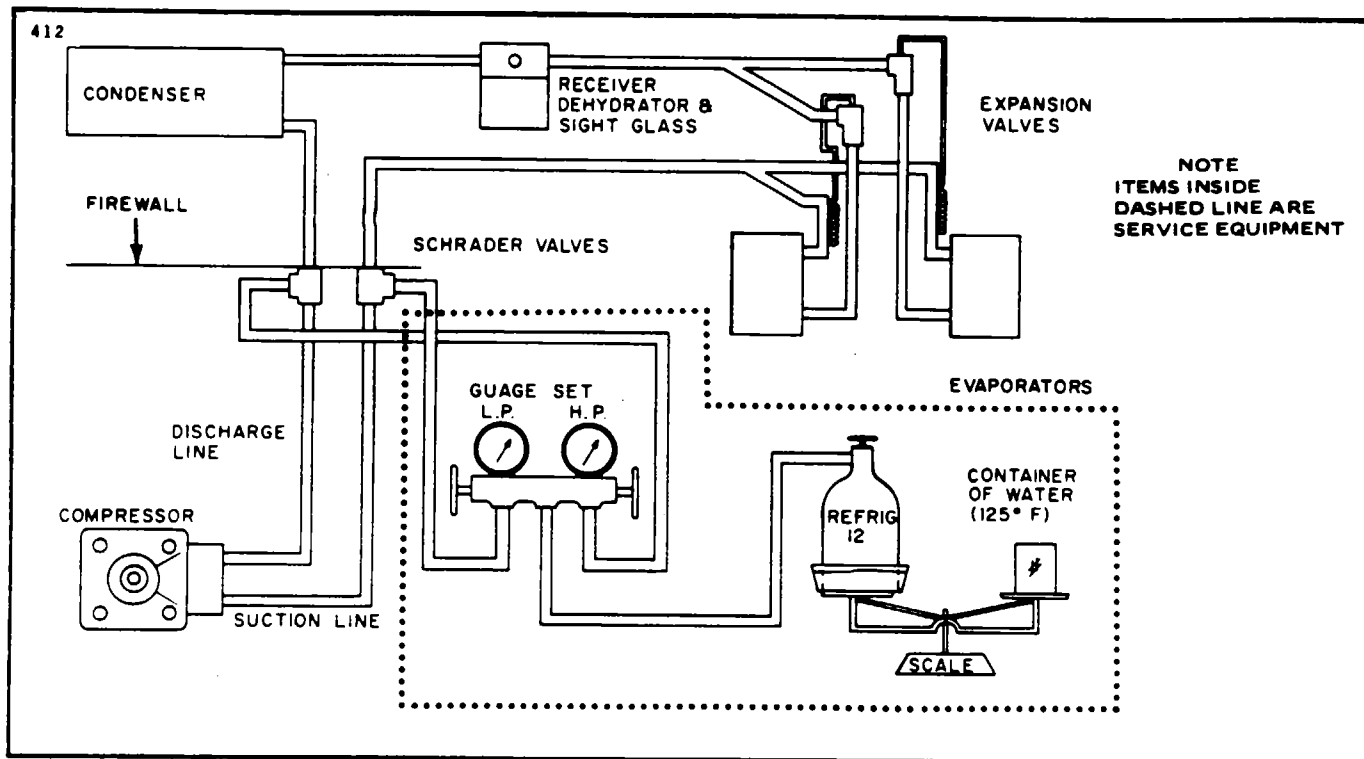 412
CONDENSER
RECEIVER
DEHYDRATOR &
SIGHT GLASS
EXPANSION
VALVES
NOTE
ITEMS INSIDE
DASHED LINE ARE
SERVICE EQUIPMENT
FIREWALL
SCHRADER VALVES
EVAPORATORS
GUAGE SET
L.P. H.P.
DISCHARGE
LINE
COMPRESSOR
SUCTION LINE
REFRIG
12
CONTAINER
OF WATER
(125° F)
SCALE